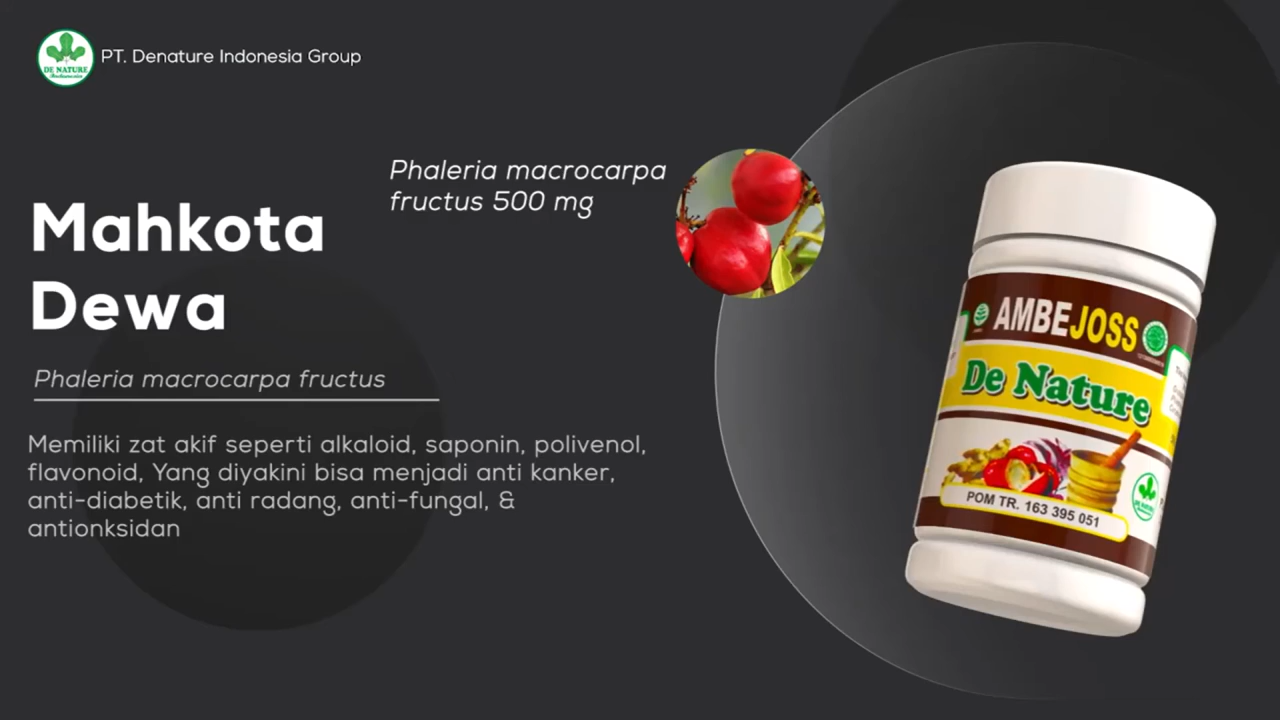 DE NATURE
PT. Denature Indonesia Group
Phaleria macrocarpa
fructus 500 mg
Mahkota
Dewa
Phaleria macrocarpa fructus
Memiliki zat akif seperti alkaloid, saponin, polivenol,
flavonoid, Yang diyakini bisa menjadi anti kanker,
anti-diabetik, anti radang, anti-fungal, &
antionksidan
AMBEJOSS
De Nature
POM TR. 163 395 051